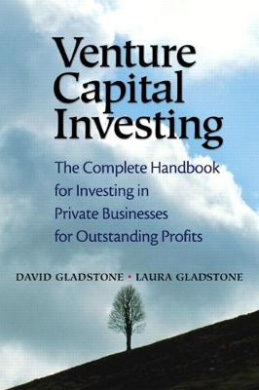 Venture
Capital
Investing
The Complete Handbook
for Investing in
Private Businesses
for Outstanding Profits
DAVID GLADSTONE • LAURA GLADSTONE